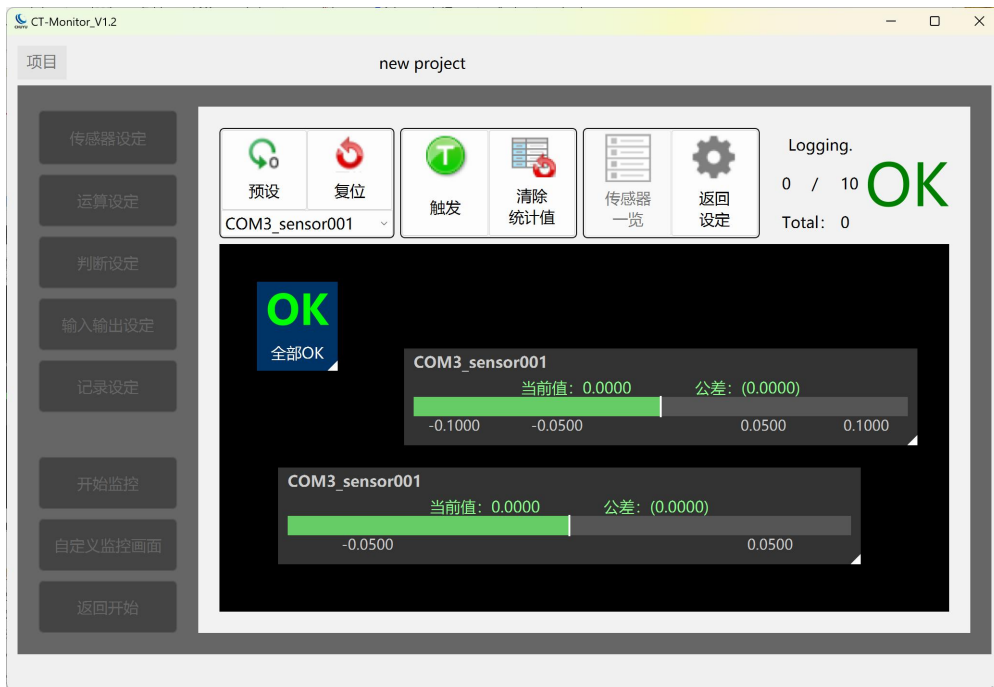 CT-Monitor_V1.2
项目
new project
传感器设定
运算设定
判断设定
输入输出设定
记录设定
开始监控
自定义监控画面
返回开始
0
预设
复位
COM3_sensor001
T
触发
清除
统计值
传感器
一览
返回
设定
Logging.
0 / 10
Total: 0
OK
OK
全部OK
COM3_sensor001
当前值：0.0000 公差：(0.0000)
-0.1000 -0.0500 0.0500 0.1000
COM3_sensor001
当前值：0.0000 公差：(0.0000)
-0.0500 0.0500